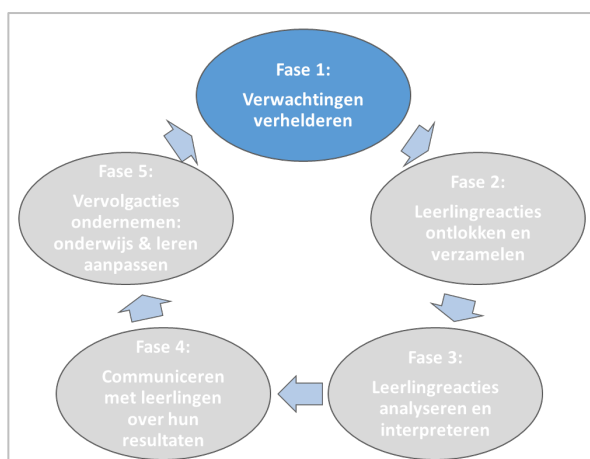 Fase 1:
Verwachtingen
verhelderen
Fase 2:
Leerlingreacties
ontlokken en
verzamelen
Fase 3:
Leerlingreacties
analyseren en
interpreteren
Fase 4:
Communiceren
met leerlingen
over hun
resultaten
Fase 5:
Vervolgacties
ondernemen:
onderwijs & leren
aanpassen